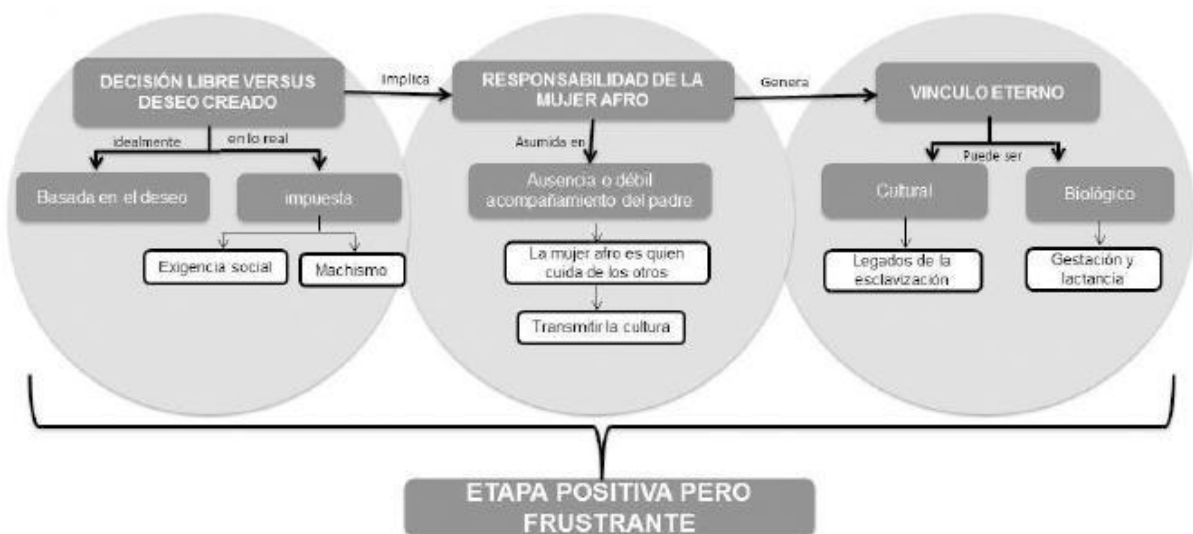 DECISIÓN LIBRE VERSUS
DESEO CREADO
Implica
RESPONSABILIDAD DE LA
MUJER AFRO
Genera
VINCULO ETERNO
idealmente
en lo real
Asumida en
Puede ser
Basada en el deseo
impuesta
Ausencia o débil
acompañamiento del padre
Cultural
Biológico
Exigencia social
Machismo
La mujer afro es quien
cuida de los otros
Legados de la
esclavización
Gestación y
lactancia
Transmitir la cultura
ETAPA POSITIVA PERO
FRUSTRANTE